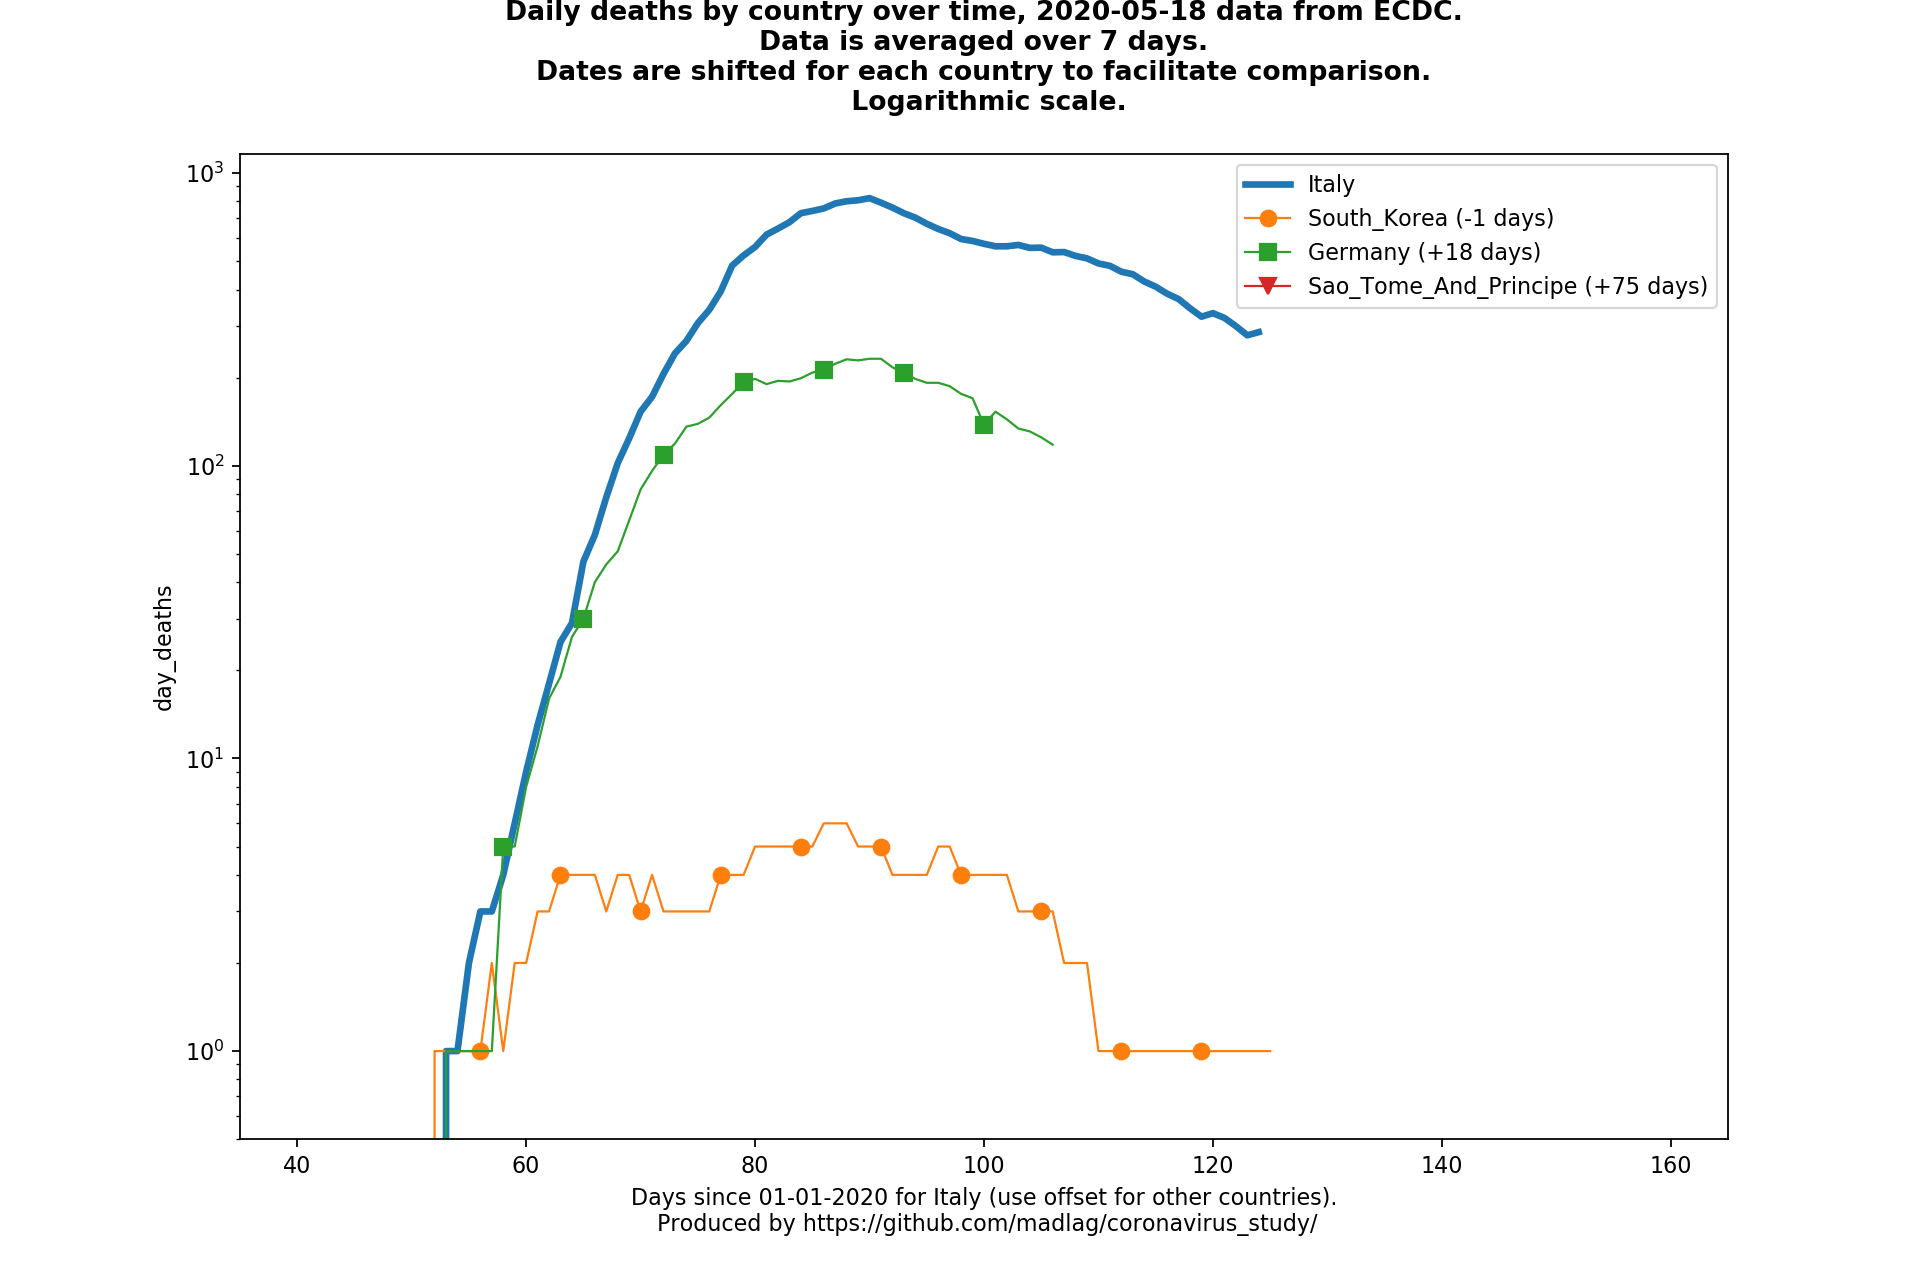 Daily deaths by country over time, 2020-05-18 data from ECDC.
Data is averaged over 7 days.
Dates are shifted for each country to facilitate comparison.
Logarithmic scale.
10³
10²
10¹
10⁰
day_deaths
Italy
South_Korea (-1 days)
Germany (+18 days)
Sao_Tome_And_Principe (+75 days)
40 60 80 100 120 140 160
Days since 01-01-2020 for Italy (use offset for other countries).
Produced by https://github.com/madlag/coronavirus_study/